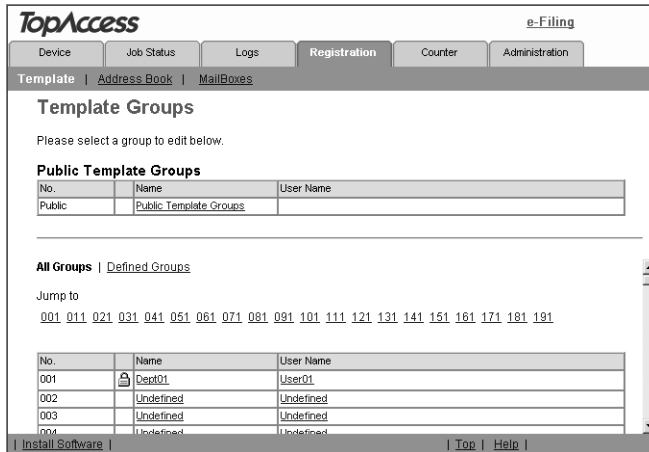 TopAccess
e-Filing
Device Job Status Logs Registration Counter Administration
Template | Address Book | MailBoxes
Template Groups
Please select a group to edit below.
Public Template Groups
No. Name User Name
Public Public Template Groups
All Groups | Defined Groups
Jump to
001 011 021 031 041 051 061 071 081 091 101 111 121 131 141 151 161 171 181 191
No. Name User Name
001 Dept01 User01
002 Undefined Undefined
003 Undefined Undefined
004 Undefined Undefined
| Install Software | | Top | Help |